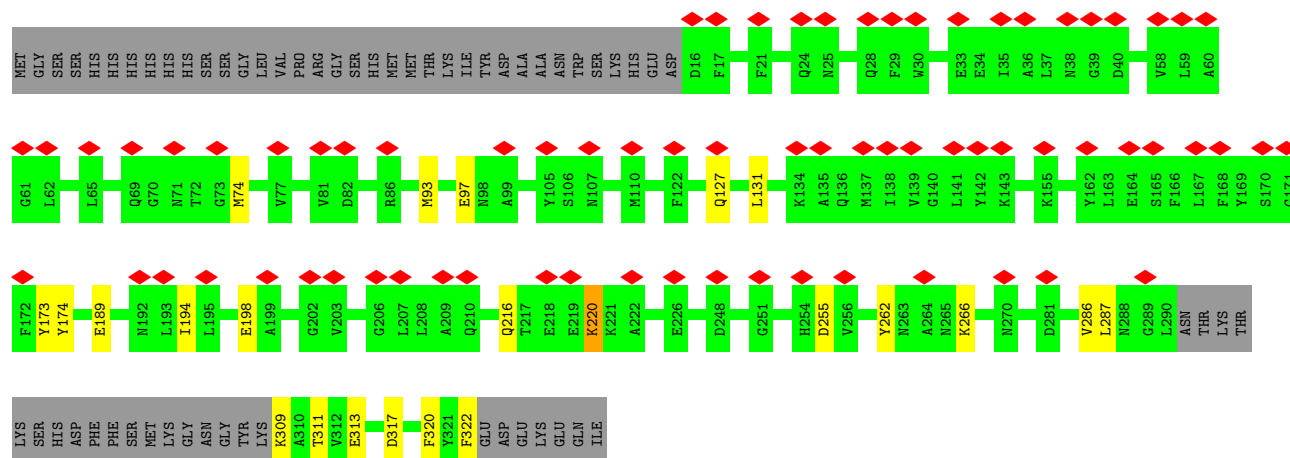 MET GLY SER SER HIS HIS HIS HIS HIS HIS SER SER GLY LEU VAL PRO ARG GLY SER HIS MET MET THR LYS ILE TYR ASP ALA ALA ASN TRP SER LYS HIS GLU ASP D16 F17 F21 Q24 N25 Q28 F29 W30 E33 E34 I35 A36 L37 N38 G39 D40 V58 L59 A60
G61 L62 L65 Q69 G70 N71 T72 G73 M74 V77 V81 D82 R86 M93 E97 N98 A99 Y105 S106 N107 M110 F122 Q127 L131 K134 A135 Q136 M137 I138 V139 G140 L141 Y142 K143 K155 Y162 L163 E164 S165 F166 L167 F168 Y169 S170 G171
F172 Y173 Y174 E189 N192 L193 I194 L195 E198 A199 G202 V203 G206 L207 L208 A209 Q210 Q216 T217 E218 E219 K220 K221 A222 E226 D248 G251 H254 D255 V256 Y262 N263 A264 N265 K266 N270 D281 V286 L287 N288 G289 L290 ASN THR LYS THR
LYS SER HIS ASP PHE PHE SER MET LYS GLY ASN GLY TYR LYS K309 A310 T311 V312 E313 D317 F320 Y321 F322 GLU ASP GLU LYS GLU GLN ILE